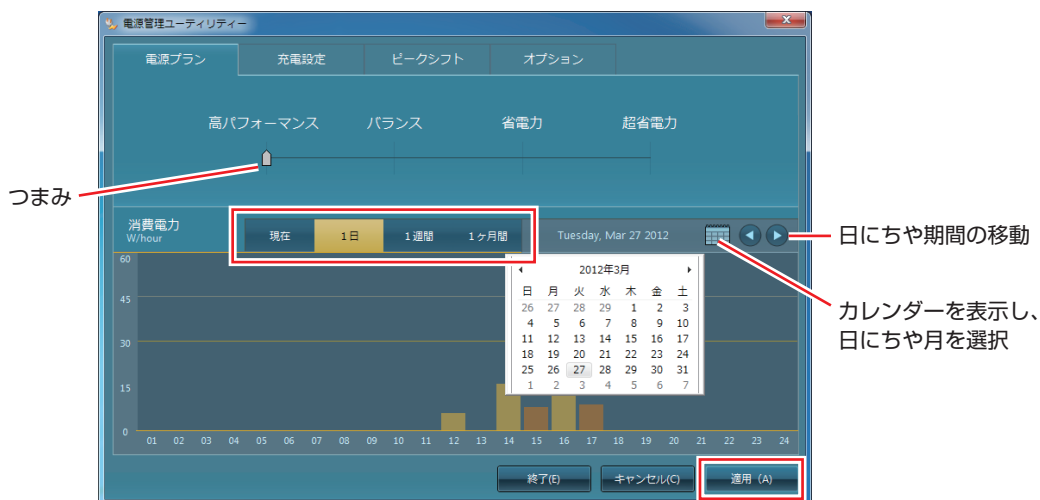 電源管理ユーティリティー
電源プラン 充電設定 ピークシフト オプション
高パフォーマンス バランス 省電力 超省電力
つまみ
消費電力
W/hour
現在 1日 1週間 1ヶ月間 Tuesday, Mar 27 2012
日にちや期間の移動
カレンダーを表示し、
日にちや月を選択
2012年3月
日 月 火 水 木 金 土
26 27 28 29 1 2 3
4 5 6 7 8 9 10
11 12 13 14 15 16 17
18 19 20 21 22 23 24
25 26 27 28 29 30 31
1 2 3 4 5 6 7
60
45
30
15
0
01 02 03 04 05 06 07 08 09 10 11 12 13 14 15 16 17 18 19 20 21 22 23 24
終了(E) キャンセル(C) 適用（A）